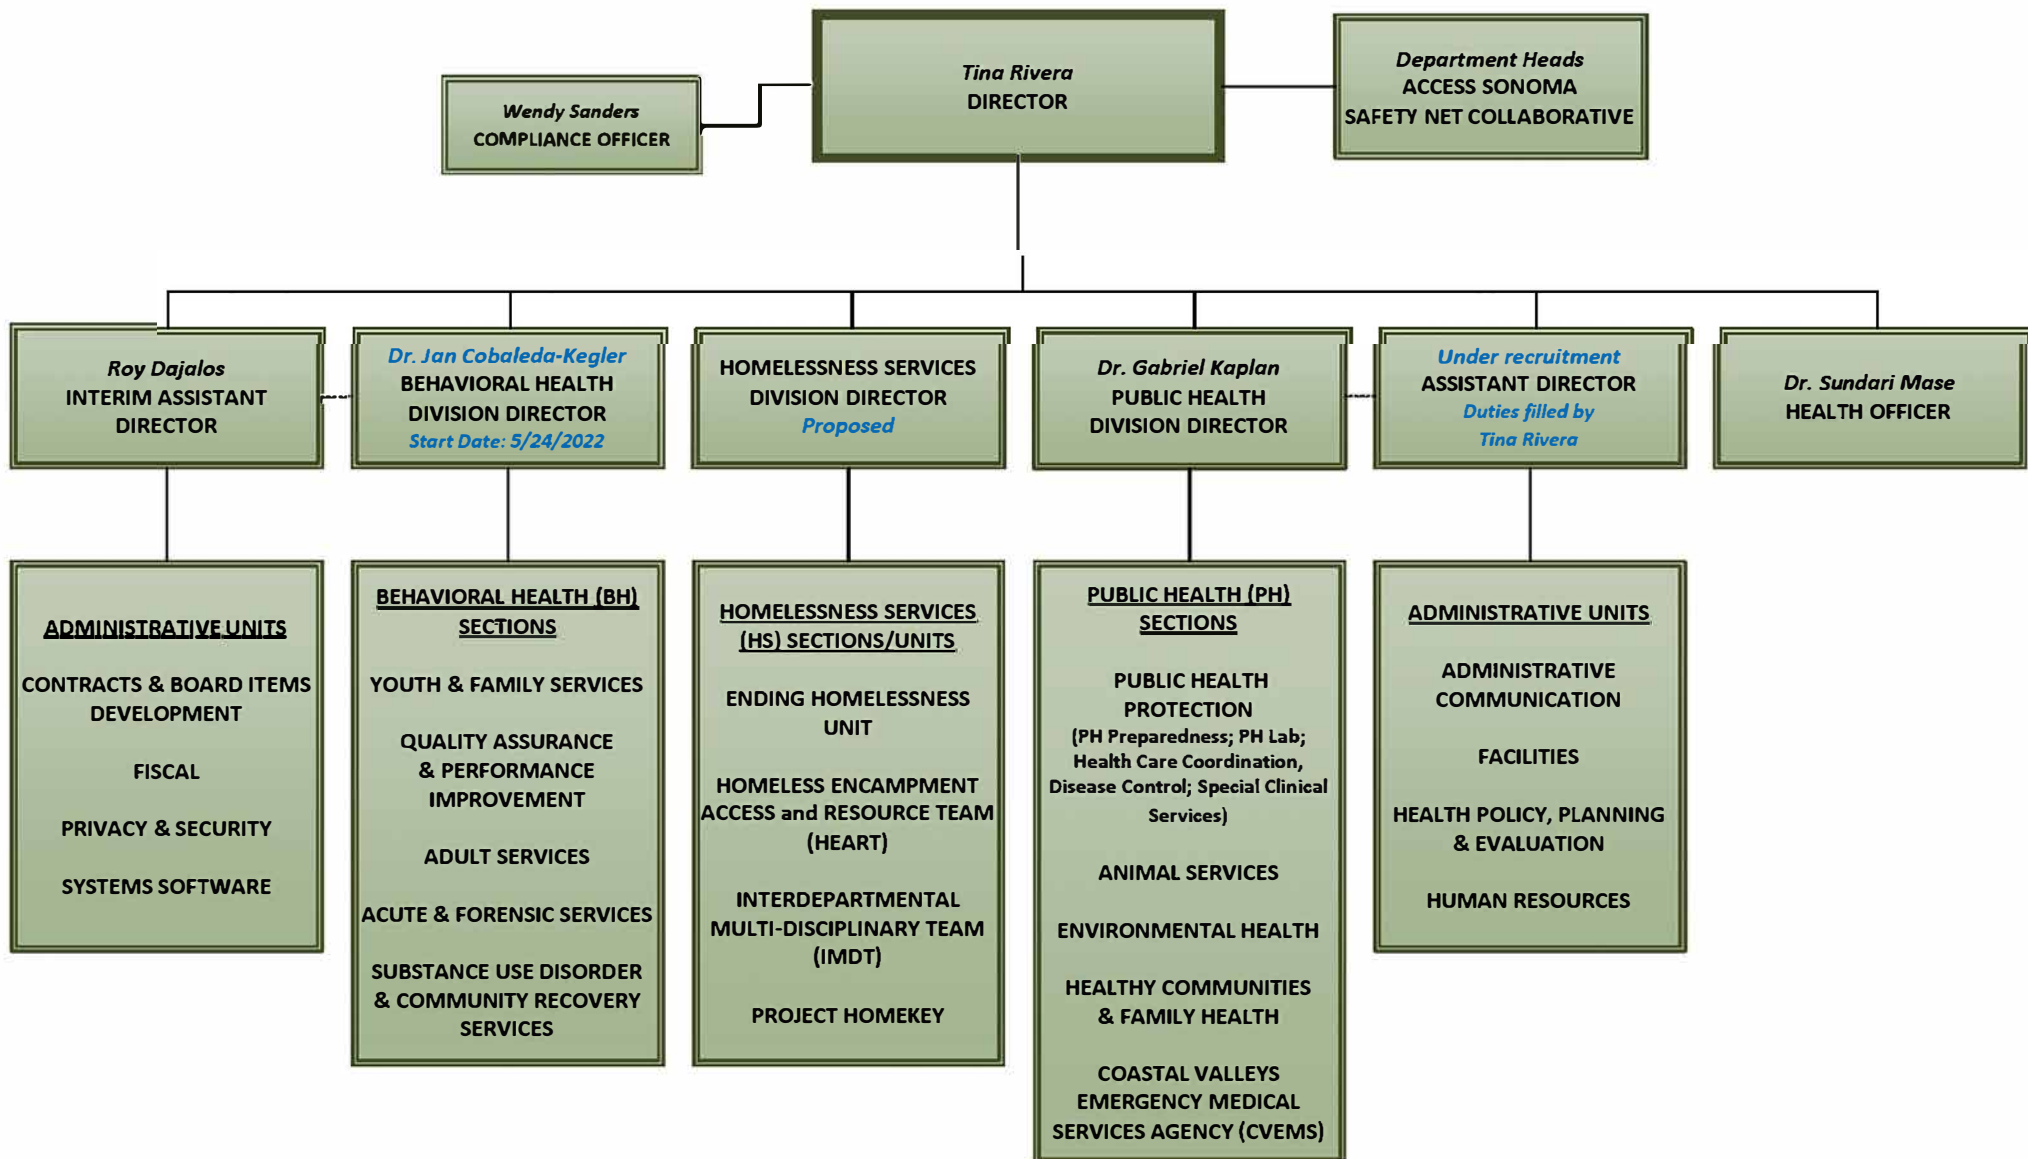 Wendy Sanders
COMPLIANCE OFFICER
Tina Rivera
DIRECTOR
Department Heads
ACCESS SONOMA
SAFETY NET COLLABORATIVE
Roy Dajalos
INTERIM ASSISTANT
DIRECTOR
Dr. Jan Cobaleda-Kegler
BEHAVIORAL HEALTH
DIVISION DIRECTOR
Start Date: 5/24/2022
HOMELESSNESS SERVICES
DIVISION DIRECTOR
Proposed
Dr. Gabriel Kaplan
PUBLIC HEALTH
DIVISION DIRECTOR
Under recruitment
ASSISTANT DIRECTOR
Duties filled by
Tina Rivera
Dr. Sundari Mase
HEALTH OFFICER
ADMINISTRATIVE UNITS
CONTRACTS & BOARD ITEMS
DEVELOPMENT
FISCAL
PRIVACY & SECURITY
SYSTEMS SOFTWARE
BEHAVIORAL HEALTH (BH)
SECTIONS
YOUTH & FAMILY SERVICES
QUALITY ASSURANCE
& PERFORMANCE
IMPROVEMENT
ADULT SERVICES
ACUTE & FORENSIC SERVICES
SUBSTANCE USE DISORDER
& COMMUNITY RECOVERY
SERVICES
HOMELESSNESS SERVICES
(HS) SECTIONS/UNITS
ENDING HOMELESSNESS
UNIT
HOMELESS ENCAMPMENT
ACCESS and RESOURCE TEAM
(HEART)
INTERDEPARTMENTAL
MULTI-DISCIPLINARY TEAM
(IMDT)
PROJECT HOMEKEY
PUBLIC HEALTH (PH)
SECTIONS
PUBLIC HEALTH
PROTECTION
(PH Preparedness; PH Lab;
Health Care Coordination,
Disease Control; Special Clinical
Services)
ANIMAL SERVICES
ENVIRONMENTAL HEALTH
HEALTHY COMMUNITIES
& FAMILY HEALTH
COASTAL VALLEYS
EMERGENCY MEDICAL
SERVICES AGENCY (CVEMS)
ADMINISTRATIVE UNITS
ADMINISTRATIVE
COMMUNICATION
FACILITIES
HEALTH POLICY, PLANNING
& EVALUATION
HUMAN RESOURCES